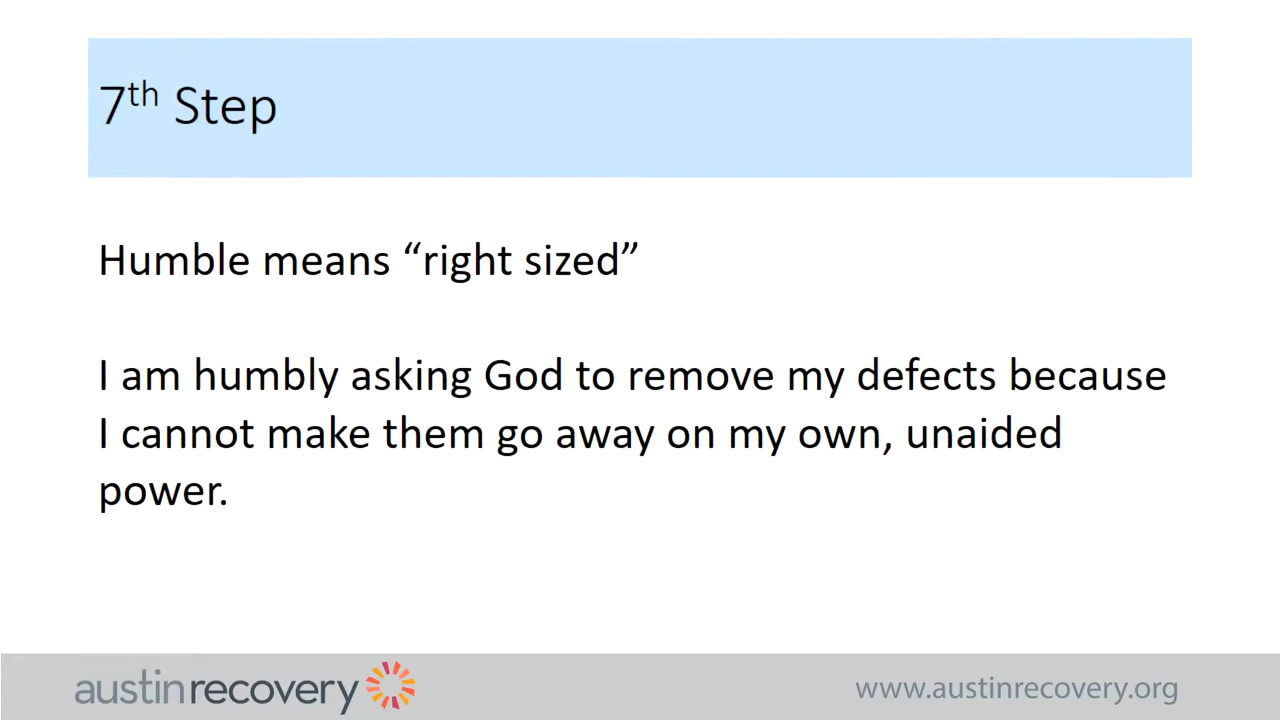 7th Step
Humble means “right sized”
I am humbly asking God to remove my defects because
I cannot make them go away on my own, unaided
power.
austinrecovery
www.austinrecovery.org